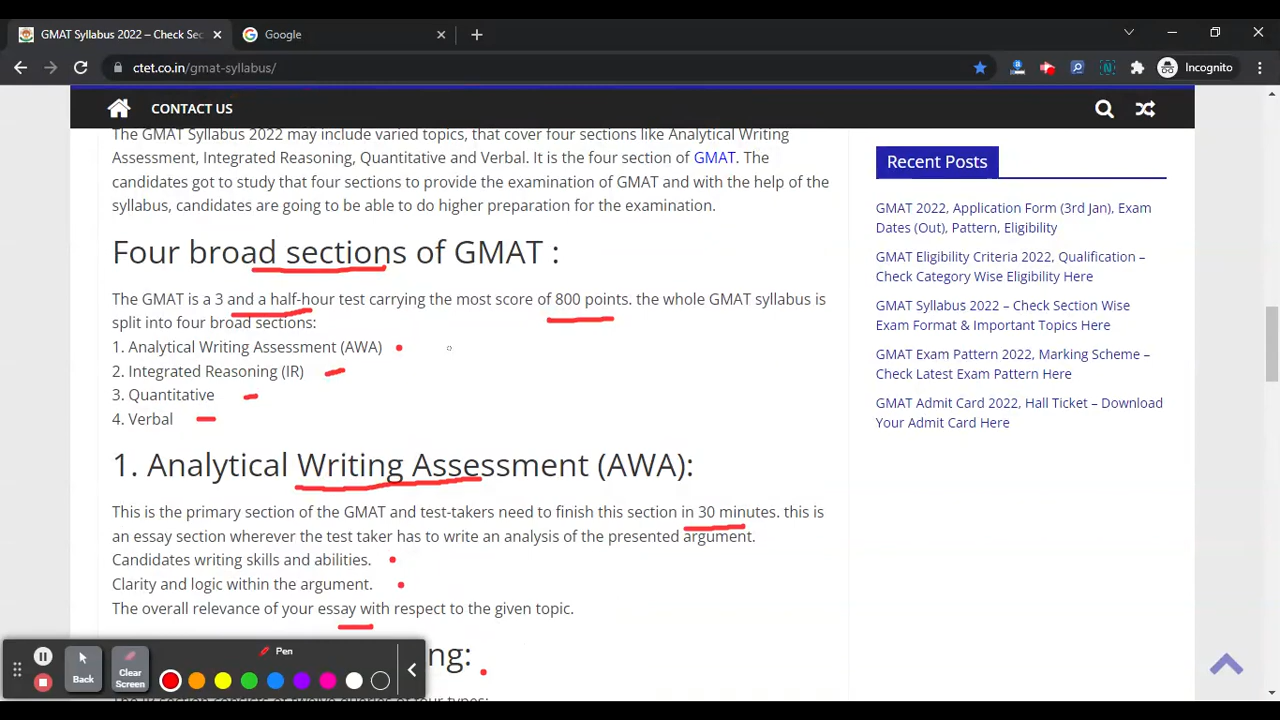 GMAT Syllabus 2022 – Check Sec
Google
ctet.co.in/gmat-syllabus/
Incognito
CONTACT US
The GMAT Syllabus 2022 may include varied topics, that cover four sections like Analytical Writing
Assessment, Integrated Reasoning, Quantitative and Verbal. It is the four section of GMAT. The
candidates got to study that four sections to provide the examination of GMAT and with the help of the
syllabus, candidates are going to be able to do higher preparation for the examination.
Four broad sections of GMAT :
The GMAT is a 3 and a half-hour test carrying the most score of 800 points. the whole GMAT syllabus is
split into four broad sections:
1. Analytical Writing Assessment (AWA)
2. Integrated Reasoning (IR)
3. Quantitative
4. Verbal
1. Analytical Writing Assessment (AWA):
This is the primary section of the GMAT and test-takers need to finish this section in 30 minutes. this is
an essay section wherever the test taker has to write an analysis of the presented argument.
Candidates writing skills and abilities.
Clarity and logic within the argument.
The overall relevance of your essay with respect to the given topic.
ng:
Recent Posts
GMAT 2022, Application Form (3rd Jan), Exam
Dates (Out), Pattern, Eligibility
GMAT Eligibility Criteria 2022, Qualification –
Check Category Wise Eligibility Here
GMAT Syllabus 2022 – Check Section Wise
Exam Format & Important Topics Here
GMAT Exam Pattern 2022, Marking Scheme –
Check Latest Exam Pattern Here
GMAT Admit Card 2022, Hall Ticket – Download
Your Admit Card Here
Pen
Back
Clear
Screen